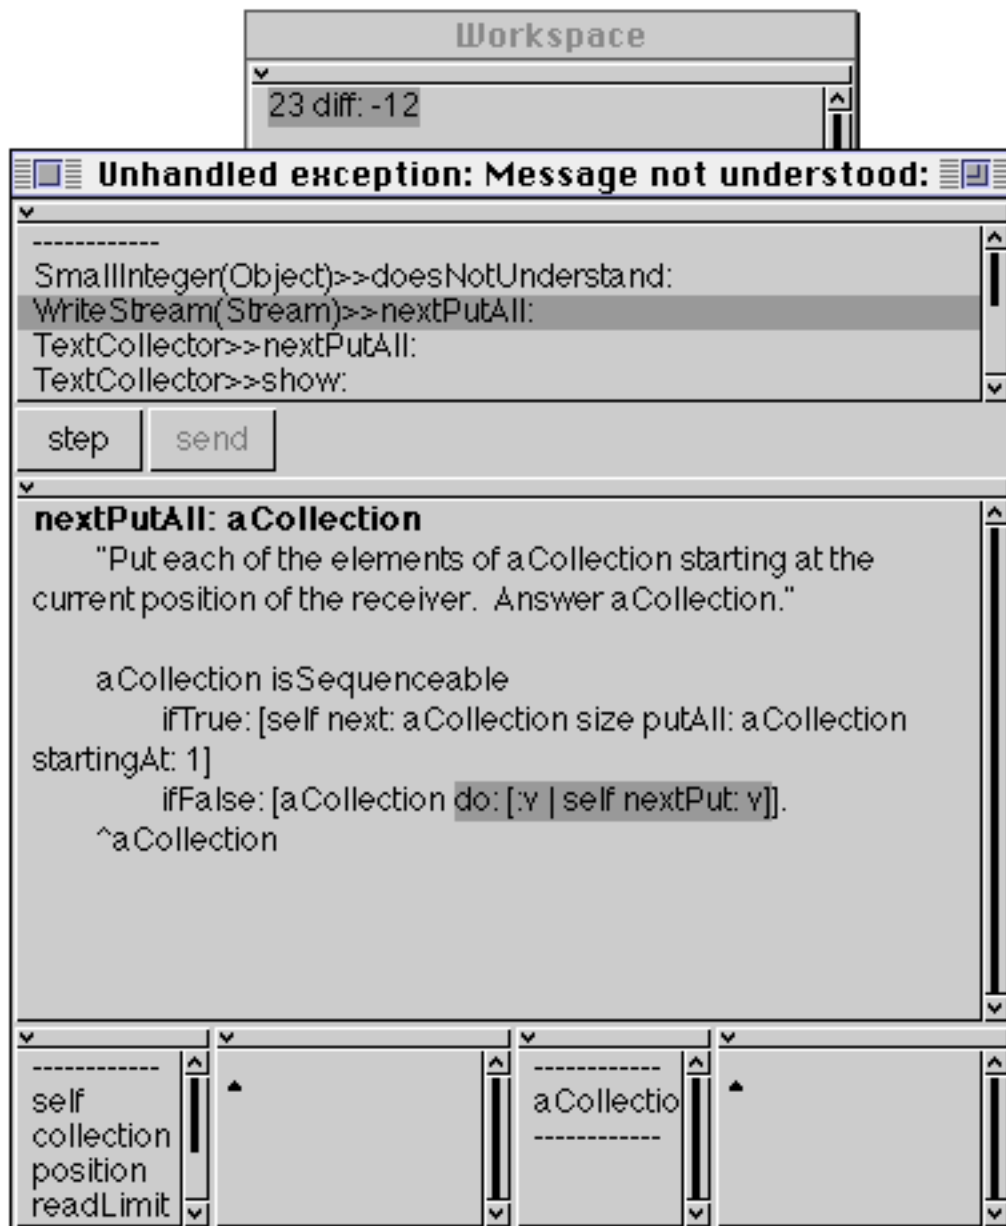 Workspace
23 diff: -12
Unhandled exception: Message not understood:
------------
SmallInteger(Object)>>doesNotUnderstand:
WriteStream(Stream)>>nextPutAll:
TextCollector>>nextPutAll:
TextCollector>>show:
step send
nextPutAll: aCollection
"Put each of the elements of aCollection starting at the
current position of the receiver. Answer aCollection."
aCollection isSequenceable
ifTrue: [self next: aCollection size putAll: aCollection
startingAt: 1]
ifFalse: [aCollection do: [:v | self nextPut: v]].
^aCollection
------------
self
collection
position
readLimit
------------
aCollectio
------------